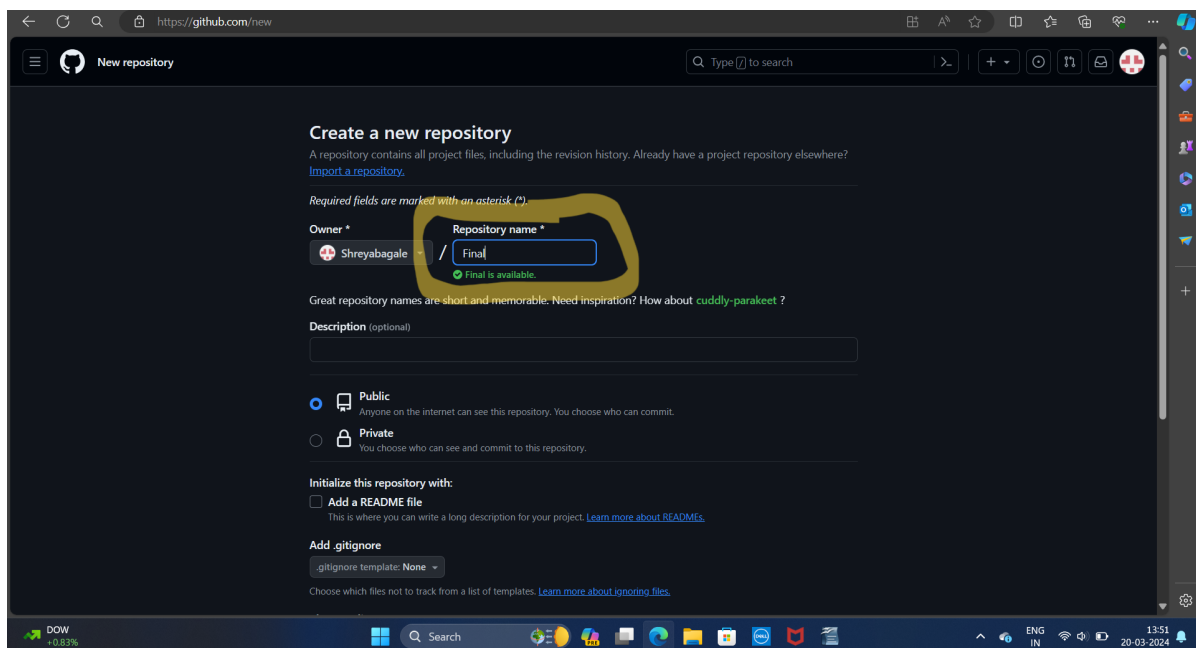 https://github.com/new
New repository
Type / to search
Create a new repository
A repository contains all project files, including the revision history. Already have a project repository elsewhere?
Import a repository.
Required fields are marked with an asterisk (*).
Owner * Repository name *
Shreyabagale / Final
Final is available.
Great repository names are short and memorable. Need inspiration? How about cuddly-parakeet ?
Description (optional)
Public
Anyone on the internet can see this repository. You choose who can commit.
Private
You choose who can see and commit to this repository.
Initialize this repository with:
Add a README file
This is where you can write a long description for your project. Learn more about READMEs.
Add .gitignore
.gitignore template: None
Choose which files not to track from a list of templates. Learn more about ignoring files.
DOW
+0.83%
Search
ENG
IN
13:51
20-03-2024